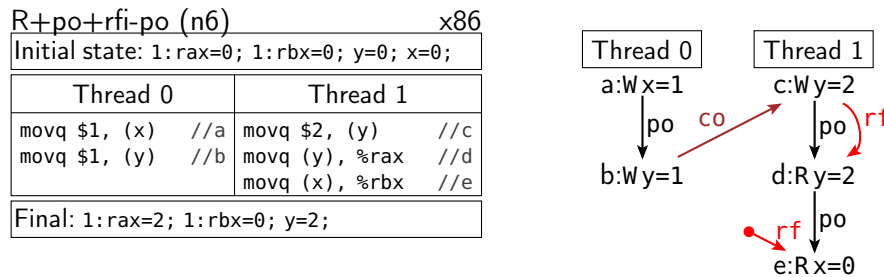 R+po+rfi-po (n6) x86
Initial state: 1:rax=0; 1:rbx=0; y=0; x=0;
Thread 0 Thread 1
movq $1, (x) //a movq $2, (y) //c
movq $1, (y) //b movq (y), %rax //d
movq (x), %rbx //e
Final: 1:rax=2; 1:rbx=0; y=2;
Thread 0 Thread 1
a:W x=1 c:W y=2
po co po rf
b:W y=1 d:R y=2
po
rf
e:R x=0